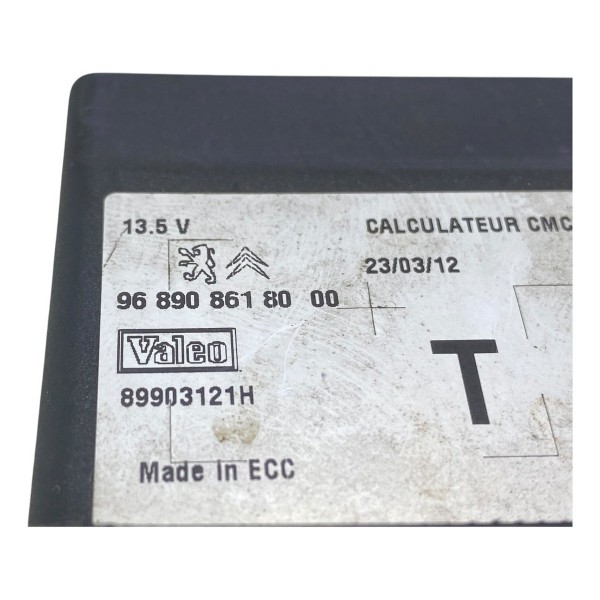 13.5 V CALCULATEUR CMC
23/03/12
96 890 861 80 00
Valeo
T
89903121H
Made in ECC